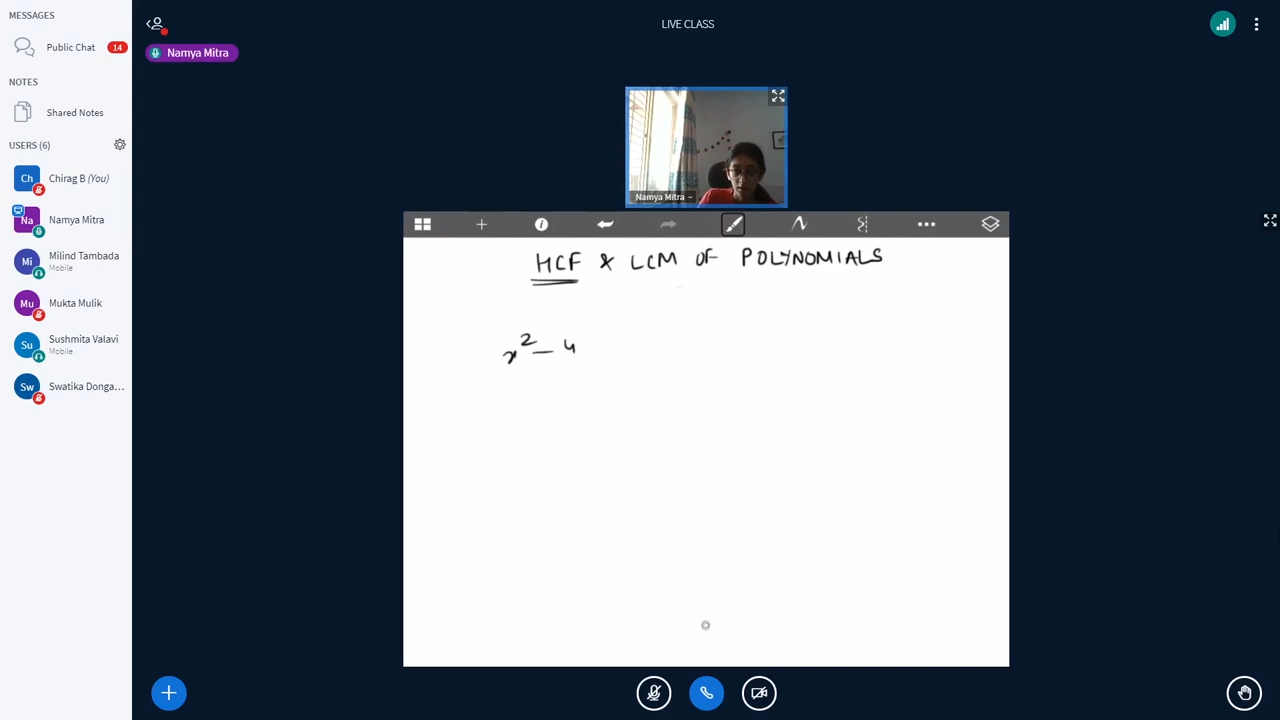 MESSAGES
Public Chat 14
NOTES
Shared Notes
USERS (6)
Ch Chirag B (You)
Na Namya Mitra
Mi Milind Tambada
Mobile
Mu Mukta Mulik
Su Sushmita Valavi
Mobile
Sw Swatika Donga...
LIVE CLASS
Namya Mitra
Namya Mitra
HCF & LCM OF POLYNOMIALS
x² – 4